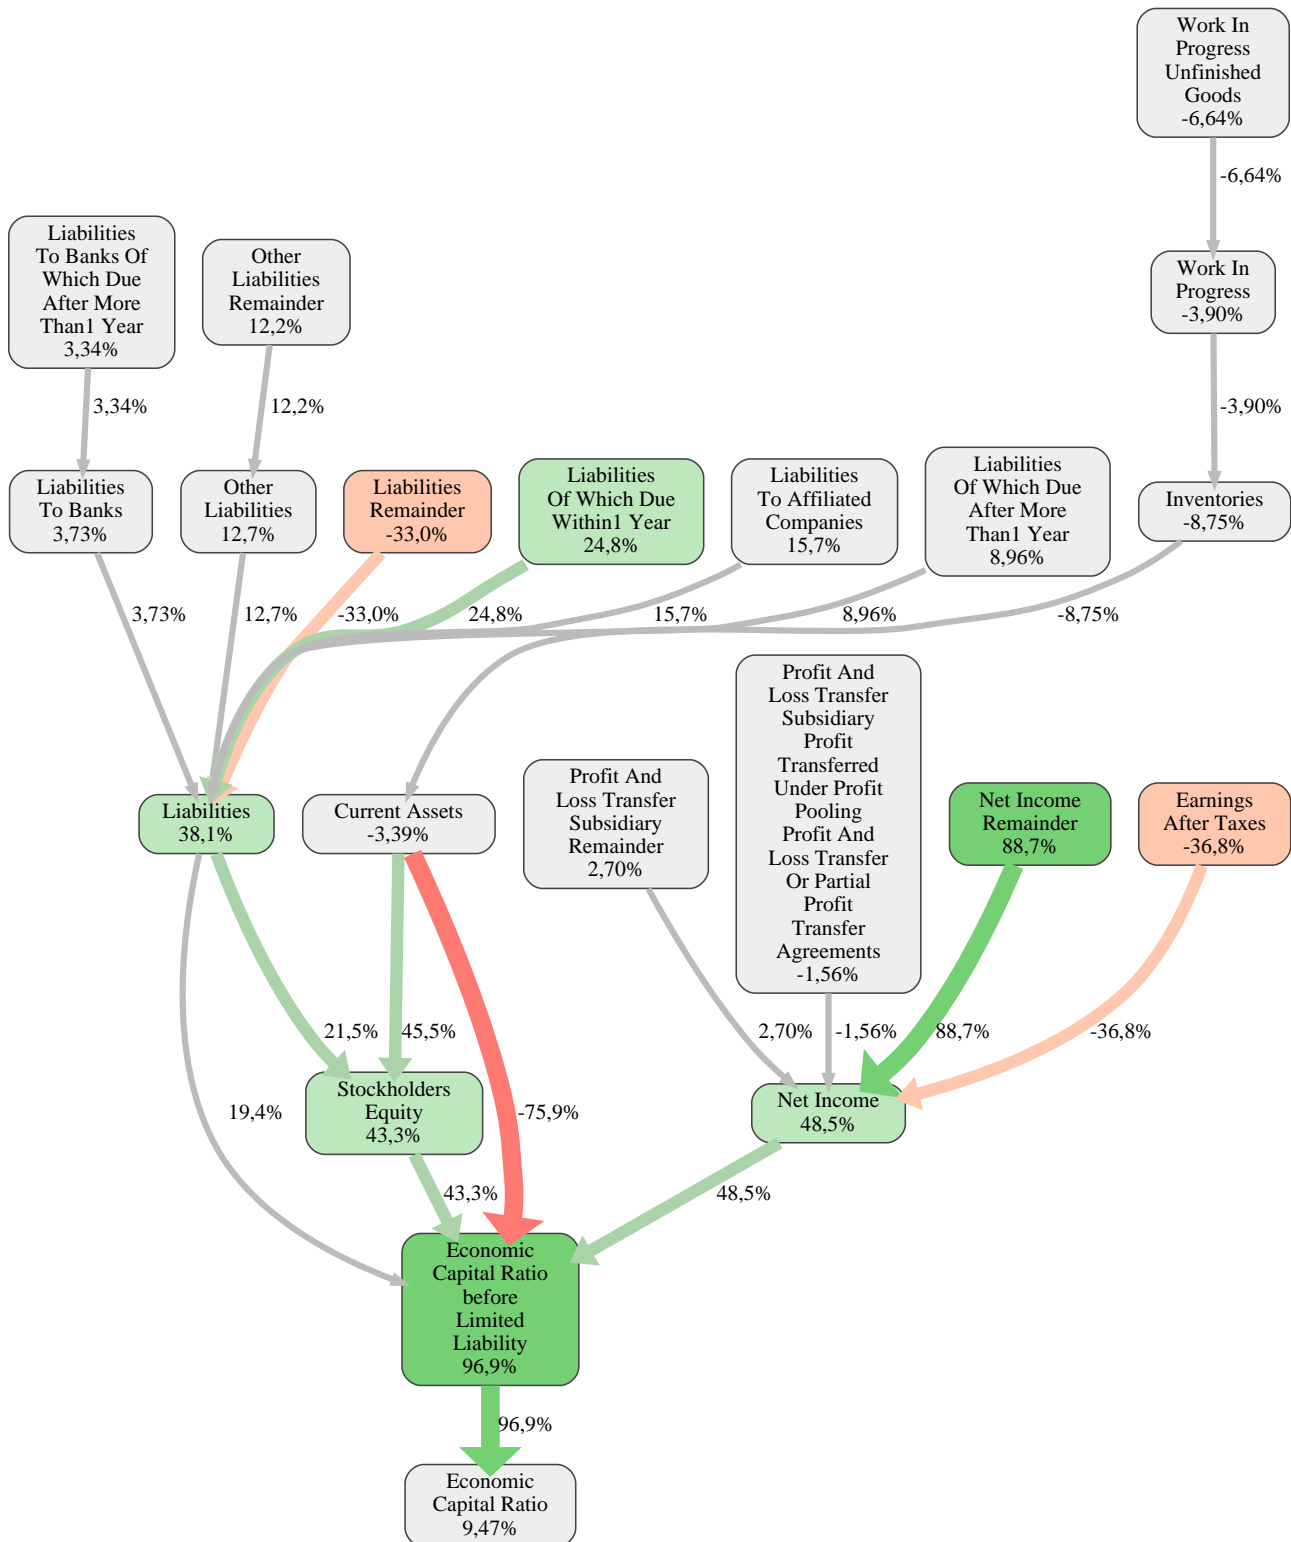 Work In
Progress
Unfinished
Goods
-6,64%
-6,64%
Liabilities
To Banks Of
Which Due
After More
Than1 Year
3,34%
Other
Liabilities
Remainder
12,2%
Work In
Progress
-3,90%
3,34%
12,2%
-3,90%
Liabilities
To Banks
3,73%
Other
Liabilities
12,7%
Liabilities
Remainder
-33,0%
Liabilities
Of Which Due
Within1 Year
24,8%
Liabilities
To Affiliated
Companies
15,7%
Liabilities
Of Which Due
After More
Than1 Year
8,96%
Inventories
-8,75%
3,73%
12,7%
-33,0%
24,8%
15,7%
8,96%
-8,75%
Liabilities
38,1%
Current Assets
-3,39%
Profit And
Loss Transfer
Subsidiary
Remainder
2,70%
Profit And
Loss Transfer
Subsidiary
Profit
Transferred
Under Profit
Pooling
Profit And
Loss Transfer
Or Partial
Profit
Transfer
Agreements
-1,56%
Net Income
Remainder
88,7%
Earnings
After Taxes
-36,8%
21,5%
45,5%
2,70%
-1,56%
88,7%
-36,8%
Stockholders
Equity
43,3%
Net Income
48,5%
19,4%
-75,9%
43,3%
48,5%
Economic
Capital Ratio
before
Limited
Liability
96,9%
96,9%
Economic
Capital Ratio
9,47%